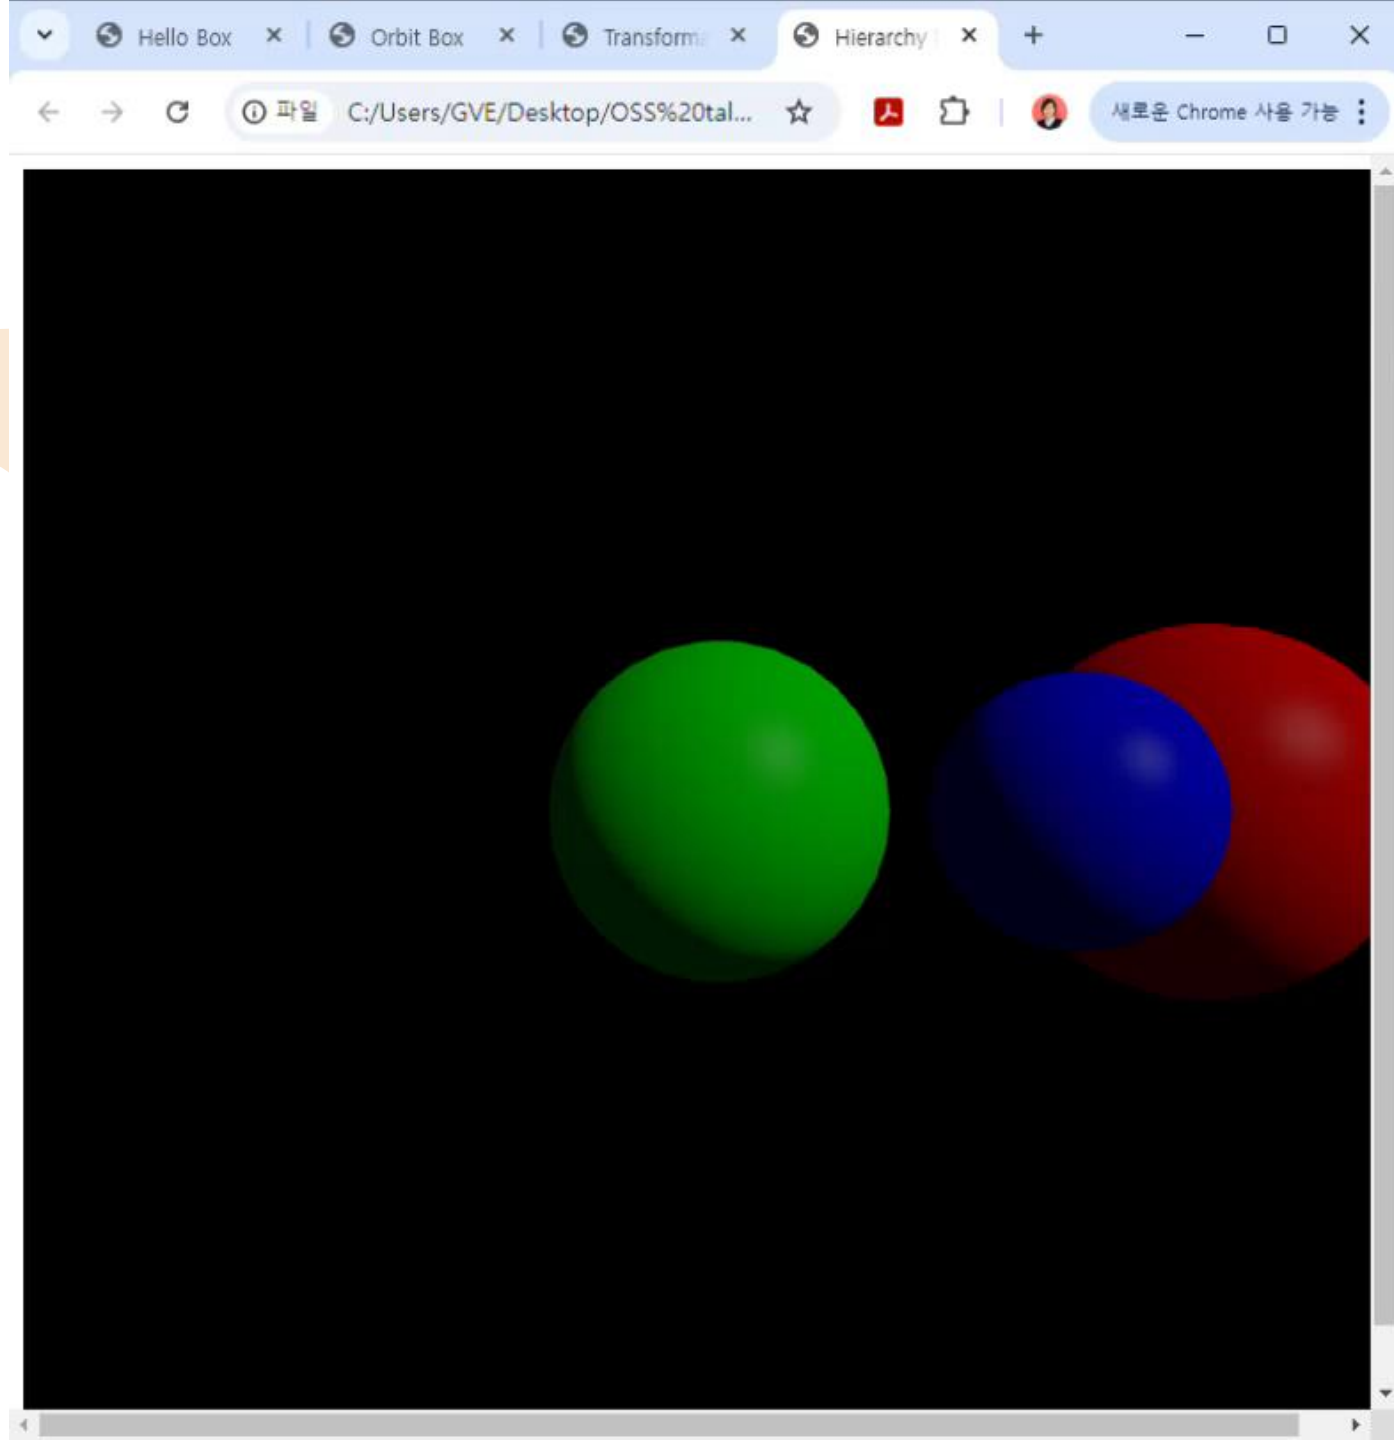 Hello Box
Orbit Box
Transforma
Hierarchy
파일
C:/Users/GVE/Desktop/OSS%20tal...
새로운 Chrome 사용 가능